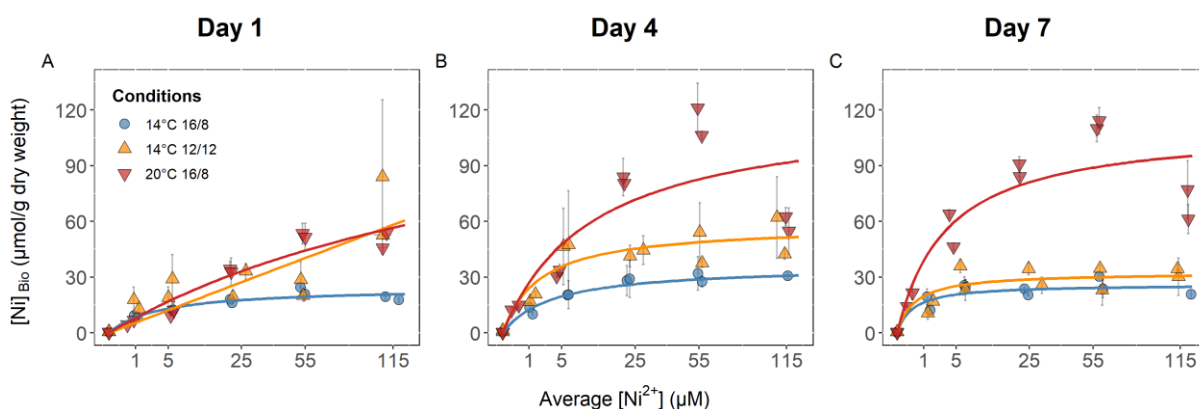 Day 1 Day 4 Day 7
A B C
[Ni] Bio (µmol/g dry weight)
120
90
60
30
0
Conditions
14°C 16/8
14°C 12/12
20°C 16/8
1 5 25 55 115
120
90
60
30
0
1 5 25 55 115
120
90
60
30
0
1 5 25 55 115
Average [Ni²⁺] (µM)